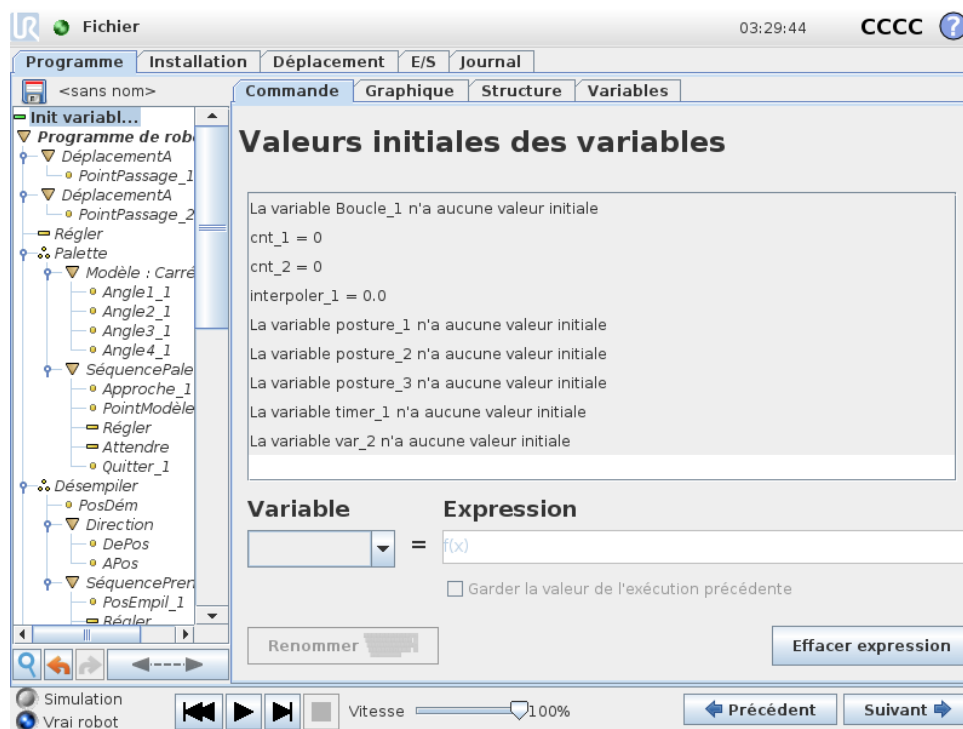 UR Fichier 03:29:44 CCCC ?
Programme Installation Déplacement E/S Journal
<sans nom> Commande Graphique Structure Variables
Init variabl...
Programme de rob
DéplacementA
PointPassage_1
DéplacementA
PointPassage_2
Régler
Palette
Modèle : Carré
Angle1_1
Angle2_1
Angle3_1
Angle4_1
SéquencePale
Approche_1
PointModèle
Régler
Attendre
Quitter_1
Désempiler
PosDém
Direction
DePos
APos
SéquencePren
PosEmpil_1
Régler
Valeurs initiales des variables
La variable Boucle_1 n'a aucune valeur initiale
cnt_1 = 0
cnt_2 = 0
interpoler_1 = 0.0
La variable posture_1 n'a aucune valeur initiale
La variable posture_2 n'a aucune valeur initiale
La variable posture_3 n'a aucune valeur initiale
La variable timer_1 n'a aucune valeur initiale
La variable var_2 n'a aucune valeur initiale
Variable Expression
= f(x)
Garder la valeur de l'exécution précédente
Renommer Effacer expression
Simulation
Vrai robot
Vitesse 100%
Précédent Suivant